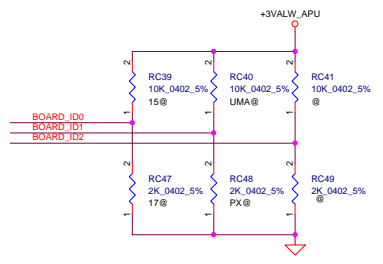 +3VALW_APU
2
2
2
RC39
10K_0402_5%
15@
RC40
10K_0402_5%
UMA@
RC41
10K_0402_5%
@
1
1
1
BOARD_ID0
BOARD_ID1
BOARD_ID2
2
2
2
RC47
2K_0402_5%
17@
RC48
2K_0402_5%
PX@
RC49
2K_0402_5%
@
1
1
1